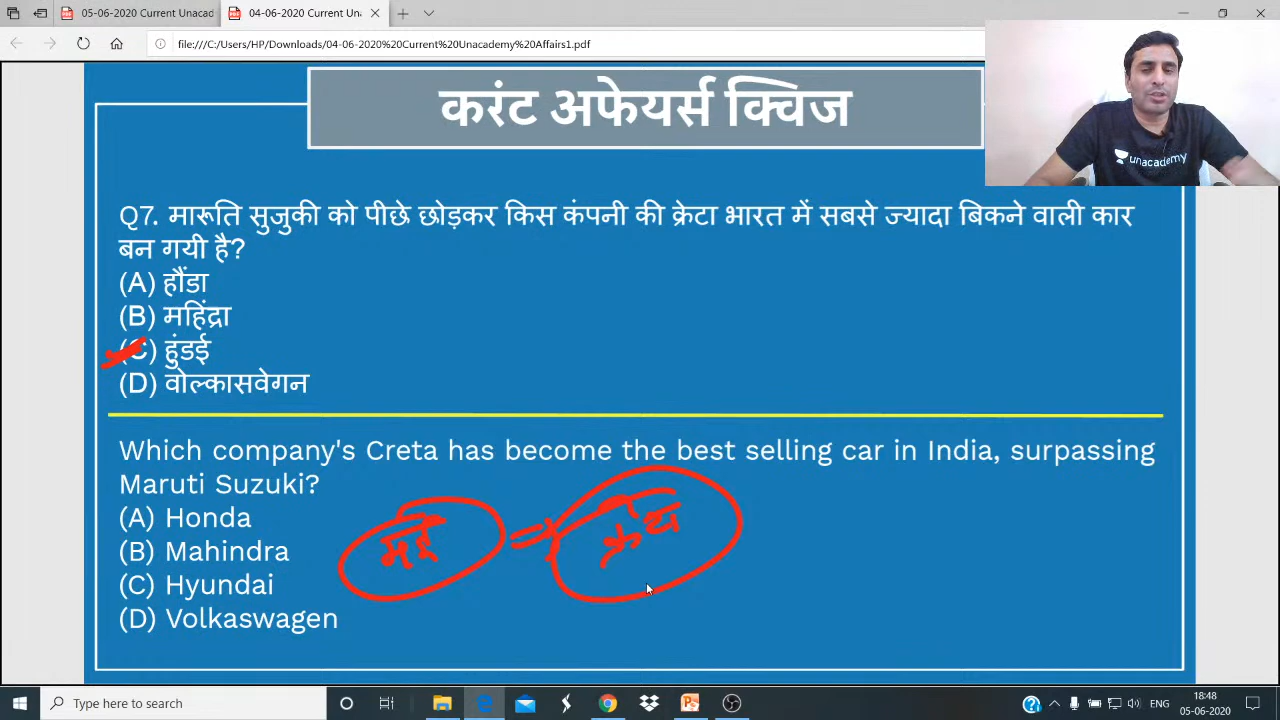 05-06-2020 Current Unacad
04-06-2020 Current Una
file:///C:/Users/HP/Downloads/04-06-2020%20Current%20Unacademy%20Affairs1.pdf
unacademy
करंट अफेयर्स क्विज
Q7. मारूति सुजुकी को पीछे छोड़कर किस कंपनी की क्रेटा भारत में सबसे ज्यादा बिकने वाली कार
बन गयी है?
(A) हौंडा
(B) महिंद्रा
(C) हुंडई
(D) वोल्कासवेगन
Which company's Creta has become the best selling car in India, surpassing
Maruti Suzuki?
(A) Honda
(B) Mahindra
(C) Hyundai
(D) Volkaswagen
मई
Type here to search
ENG
18:48
05-06-2020